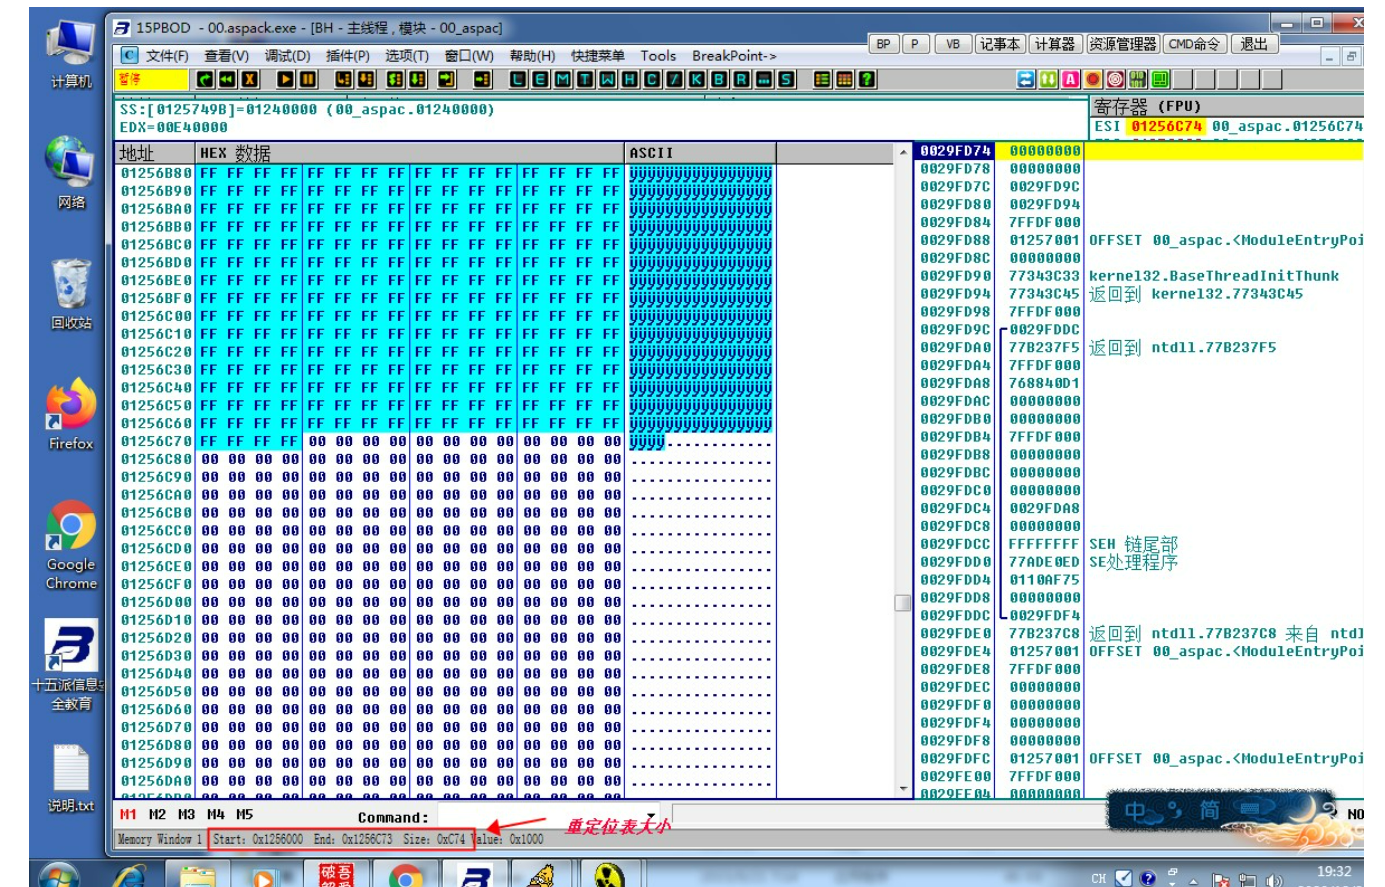 15PBOD - 00.aspack.exe - [BH - 主线程 , 模块 - 00_aspac]
文件(F) 查看(V) 调试(D) 插件(P) 选项(T) 窗口(W) 帮助(H) 快捷菜单 Tools BreakPoint->
BP P VB 记事本 计算器 资源管理器 CMD命令 退出
暂停
L E M T W H C / K B R ... S
SS:[0125749B]=01240000 (00_aspac.01240000)
EDX=00E40000
寄存器 (FPU)
ESI 01256C74 00_aspac.01256C74
地址 HEX 数据 ASCII
01256B80 FF FF FF FF FF FF FF FF FF FF FF FF FF FF FF FF ÿÿÿÿÿÿÿÿÿÿÿÿÿÿÿÿ
01256B90 FF FF FF FF FF FF FF FF FF FF FF FF FF FF FF FF ÿÿÿÿÿÿÿÿÿÿÿÿÿÿÿÿ
01256BA0 FF FF FF FF FF FF FF FF FF FF FF FF FF FF FF FF ÿÿÿÿÿÿÿÿÿÿÿÿÿÿÿÿ
01256BB0 FF FF FF FF FF FF FF FF FF FF FF FF FF FF FF FF ÿÿÿÿÿÿÿÿÿÿÿÿÿÿÿÿ
01256BC0 FF FF FF FF FF FF FF FF FF FF FF FF FF FF FF FF ÿÿÿÿÿÿÿÿÿÿÿÿÿÿÿÿ
01256BD0 FF FF FF FF FF FF FF FF FF FF FF FF FF FF FF FF ÿÿÿÿÿÿÿÿÿÿÿÿÿÿÿÿ
01256BE0 FF FF FF FF FF FF FF FF FF FF FF FF FF FF FF FF ÿÿÿÿÿÿÿÿÿÿÿÿÿÿÿÿ
01256BF0 FF FF FF FF FF FF FF FF FF FF FF FF FF FF FF FF ÿÿÿÿÿÿÿÿÿÿÿÿÿÿÿÿ
01256C00 FF FF FF FF FF FF FF FF FF FF FF FF FF FF FF FF ÿÿÿÿÿÿÿÿÿÿÿÿÿÿÿÿ
01256C10 FF FF FF FF FF FF FF FF FF FF FF FF FF FF FF FF ÿÿÿÿÿÿÿÿÿÿÿÿÿÿÿÿ
01256C20 FF FF FF FF FF FF FF FF FF FF FF FF FF FF FF FF ÿÿÿÿÿÿÿÿÿÿÿÿÿÿÿÿ
01256C30 FF FF FF FF FF FF FF FF FF FF FF FF FF FF FF FF ÿÿÿÿÿÿÿÿÿÿÿÿÿÿÿÿ
01256C40 FF FF FF FF FF FF FF FF FF FF FF FF FF FF FF FF ÿÿÿÿÿÿÿÿÿÿÿÿÿÿÿÿ
01256C50 FF FF FF FF FF FF FF FF FF FF FF FF FF FF FF FF ÿÿÿÿÿÿÿÿÿÿÿÿÿÿÿÿ
01256C60 FF FF FF FF FF FF FF FF FF FF FF FF FF FF FF FF ÿÿÿÿÿÿÿÿÿÿÿÿÿÿÿÿ
01256C70 FF FF FF FF 00 00 00 00 00 00 00 00 00 00 00 00 ÿÿÿÿ............
01256C80 00 00 00 00 00 00 00 00 00 00 00 00 00 00 00 00 ................
01256C90 00 00 00 00 00 00 00 00 00 00 00 00 00 00 00 00 ................
01256CA0 00 00 00 00 00 00 00 00 00 00 00 00 00 00 00 00 ................
01256CB0 00 00 00 00 00 00 00 00 00 00 00 00 00 00 00 00 ................
01256CC0 00 00 00 00 00 00 00 00 00 00 00 00 00 00 00 00 ................
01256CD0 00 00 00 00 00 00 00 00 00 00 00 00 00 00 00 00 ................
01256CE0 00 00 00 00 00 00 00 00 00 00 00 00 00 00 00 00 ................
01256CF0 00 00 00 00 00 00 00 00 00 00 00 00 00 00 00 00 ................
01256D00 00 00 00 00 00 00 00 00 00 00 00 00 00 00 00 00 ................
01256D10 00 00 00 00 00 00 00 00 00 00 00 00 00 00 00 00 ................
01256D20 00 00 00 00 00 00 00 00 00 00 00 00 00 00 00 00 ................
01256D30 00 00 00 00 00 00 00 00 00 00 00 00 00 00 00 00 ................
01256D40 00 00 00 00 00 00 00 00 00 00 00 00 00 00 00 00 ................
01256D50 00 00 00 00 00 00 00 00 00 00 00 00 00 00 00 00 ................
01256D60 00 00 00 00 00 00 00 00 00 00 00 00 00 00 00 00 ................
01256D70 00 00 00 00 00 00 00 00 00 00 00 00 00 00 00 00 ................
01256D80 00 00 00 00 00 00 00 00 00 00 00 00 00 00 00 00 ................
01256D90 00 00 00 00 00 00 00 00 00 00 00 00 00 00 00 00 ................
01256DA0 00 00 00 00 00 00 00 00 00 00 00 00 00 00 00 00 ................
0029FD74 00000000
0029FD78 00000000
0029FD7C 0029FD9C
0029FD80 0029FD94
0029FD84 7FFDF000
0029FD88 01257001 OFFSET 00_aspac.<ModuleEntryPoi
0029FD8C 00000000
0029FD90 77343C33 kernel32.BaseThreadInitThunk
0029FD94 77343C45 返回到 kernel32.77343C45
0029FD98 7FFDF000
0029FD9C 0029FDDC
0029FDA0 77B237F5 返回到 ntdll.77B237F5
0029FDA4 7FFDF000
0029FDA8 768840D1
0029FDAC 00000000
0029FDB0 00000000
0029FDB4 7FFDF000
0029FDB8 00000000
0029FDBC 00000000
0029FDC0 00000000
0029FDC4 0029FDA8
0029FDC8 00000000
0029FDCC FFFFFFFF SEH 链尾部
0029FDD0 77ADE0ED SE处理程序
0029FDD4 0110AF75
0029FDD8 00000000
0029FDDC 0029FDF4
0029FDE0 77B237C8 返回到 ntdll.77B237C8 来自 ntdl
0029FDE4 01257001 OFFSET 00_aspac.<ModuleEntryPoi
0029FDE8 7FFDF000
0029FDEC 00000000
0029FDF0 00000000
0029FDF4 00000000
0029FDF8 00000000
0029FDFC 01257001 OFFSET 00_aspac.<ModuleEntryPoi
0029FE00 7FFDF000
0029FE04 00000000
M1 M2 M3 M4 M5 Command:
重定位表大小
Memory Window 1 Start: 0x1256000 End: 0x1256C73 Size: 0xC74 Value: 0x1000
中 简
计算机
网络
回收站
Firefox
Google
Chrome
十五派信息安
全教育
说明.txt
破吾
CH
19:32